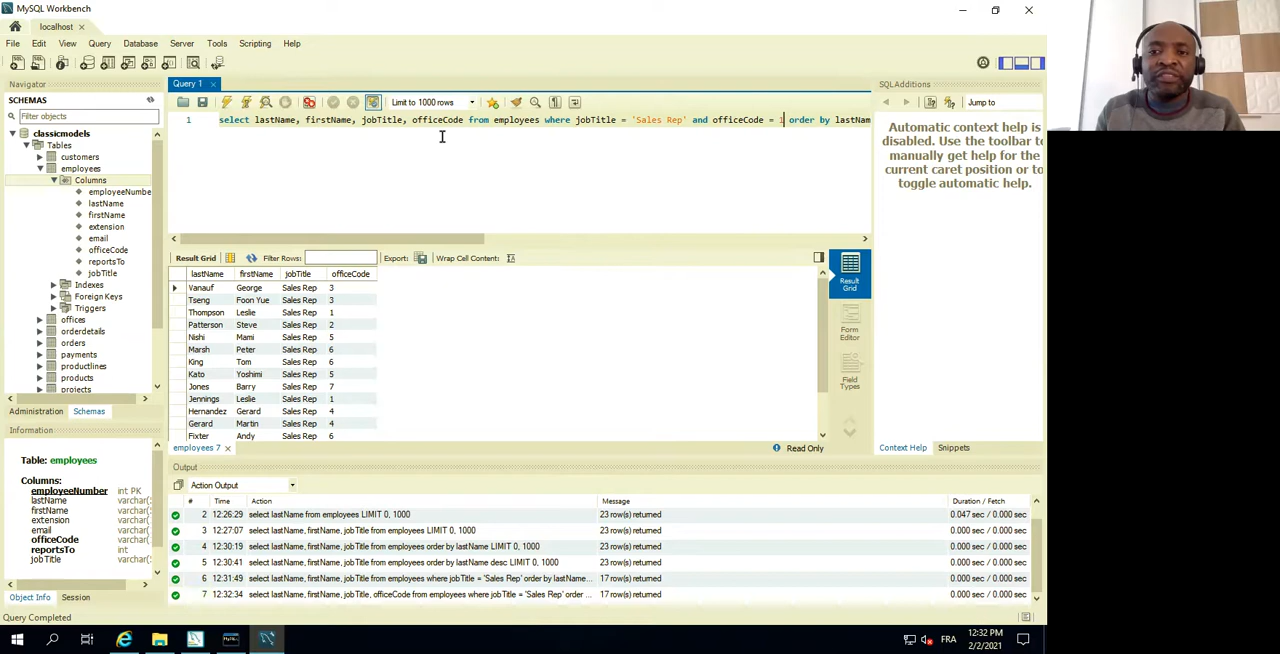 MySQL Workbench
localhost
File Edit View Query Database Server Tools Scripting Help
Navigator
SCHEMAS
Filter objects
classicmodels
Tables
customers
employees
Columns
employeeNumbe
lastName
firstName
extension
email
officeCode
reportsTo
jobTitle
Indexes
Foreign Keys
Triggers
offices
orderdetails
orders
payments
productlines
products
projects
Administration Schemas
Information
Table: employees
Columns:
employeeNumber int PK
lastName varchar(
firstName varchar(
extension varchar(
email varchar(
officeCode varchar(
reportsTo int
jobTitle varchar(
Object Info Session
Query Completed
Query 1
Limit to 1000 rows
1 select lastName, firstName, jobTitle, officeCode from employees where jobTitle = 'Sales Rep' and officeCode = 1 order by lastNam
Result Grid Filter Rows: Export: Wrap Cell Content:
lastName firstName jobTitle officeCode
Vanauf George Sales Rep 3
Tseng Foon Yue Sales Rep 3
Thompson Leslie Sales Rep 1
Patterson Steve Sales Rep 2
Nishi Mami Sales Rep 5
Marsh Peter Sales Rep 6
King Tom Sales Rep 6
Kato Yoshimi Sales Rep 5
Jones Barry Sales Rep 7
Jennings Leslie Sales Rep 1
Hernandez Gerard Sales Rep 4
Gerard Martin Sales Rep 4
Fixter Andy Sales Rep 6
Result
Grid
Form
Editor
Field
Types
employees 7
Read Only
Output
Action Output
# Time Action Message Duration / Fetch
2 12:26:29 select lastName from employees LIMIT 0, 1000 23 row(s) returned 0.047 sec / 0.000 sec
3 12:27:07 select lastName, firstName, jobTitle from employees LIMIT 0, 1000 23 row(s) returned 0.000 sec / 0.000 sec
4 12:30:19 select lastName, firstName, jobTitle from employees order by lastName LIMIT 0, 1000 23 row(s) returned 0.000 sec / 0.000 sec
5 12:30:41 select lastName, firstName, jobTitle from employees order by lastName desc LIMIT 0, 1000 23 row(s) returned 0.000 sec / 0.000 sec
6 12:31:49 select lastName, firstName, jobTitle from employees where jobTitle = 'Sales Rep' order by lastName... 17 row(s) returned 0.000 sec / 0.000 sec
7 12:32:34 select lastName, firstName, jobTitle, officeCode from employees where jobTitle = 'Sales Rep' order ... 17 row(s) returned 0.000 sec / 0.000 sec
SQLAdditions
Jump to
Automatic context help is
disabled. Use the toolbar to
manually get help for the
current caret position or to
toggle automatic help.
Context Help Snippets
FRA
12:32 PM
2/2/2021